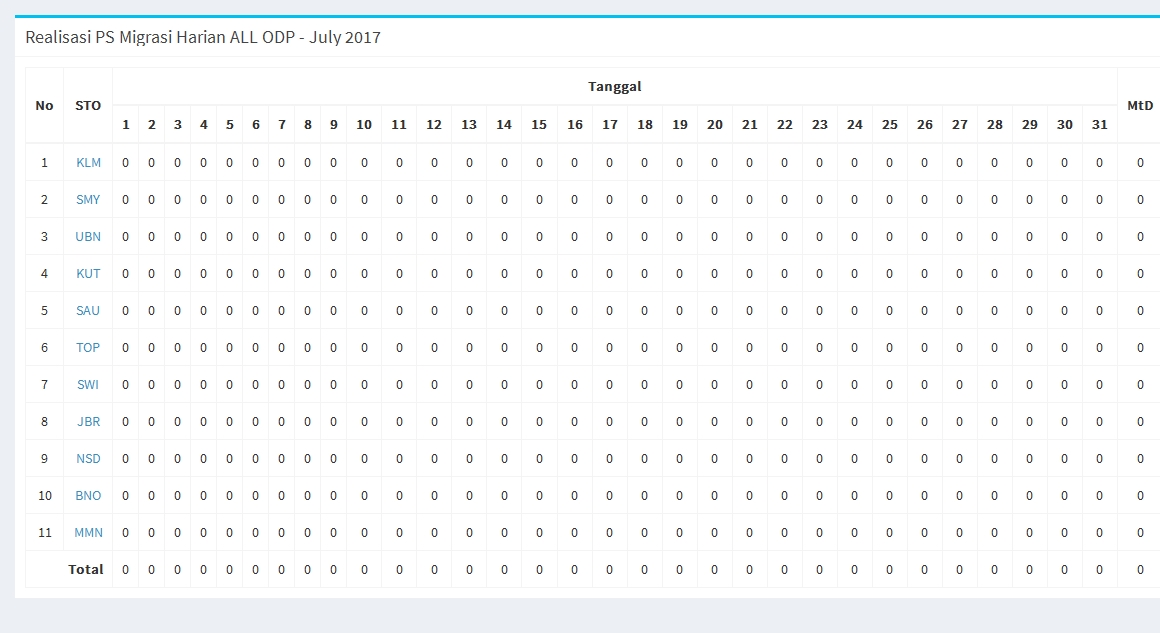 Realisasi PS Migrasi Harian ALL ODP - July 2017
No STO Tanggal MtD
1 2 3 4 5 6 7 8 9 10 11 12 13 14 15 16 17 18 19 20 21 22 23 24 25 26 27 28 29 30 31
1 KLM 0 0 0 0 0 0 0 0 0 0 0 0 0 0 0 0 0 0 0 0 0 0 0 0 0 0 0 0 0 0 0 0
2 SMY 0 0 0 0 0 0 0 0 0 0 0 0 0 0 0 0 0 0 0 0 0 0 0 0 0 0 0 0 0 0 0 0
3 UBN 0 0 0 0 0 0 0 0 0 0 0 0 0 0 0 0 0 0 0 0 0 0 0 0 0 0 0 0 0 0 0 0
4 KUT 0 0 0 0 0 0 0 0 0 0 0 0 0 0 0 0 0 0 0 0 0 0 0 0 0 0 0 0 0 0 0 0
5 SAU 0 0 0 0 0 0 0 0 0 0 0 0 0 0 0 0 0 0 0 0 0 0 0 0 0 0 0 0 0 0 0 0
6 TOP 0 0 0 0 0 0 0 0 0 0 0 0 0 0 0 0 0 0 0 0 0 0 0 0 0 0 0 0 0 0 0 0
7 SWI 0 0 0 0 0 0 0 0 0 0 0 0 0 0 0 0 0 0 0 0 0 0 0 0 0 0 0 0 0 0 0 0
8 JBR 0 0 0 0 0 0 0 0 0 0 0 0 0 0 0 0 0 0 0 0 0 0 0 0 0 0 0 0 0 0 0 0
9 NSD 0 0 0 0 0 0 0 0 0 0 0 0 0 0 0 0 0 0 0 0 0 0 0 0 0 0 0 0 0 0 0 0
10 BNO 0 0 0 0 0 0 0 0 0 0 0 0 0 0 0 0 0 0 0 0 0 0 0 0 0 0 0 0 0 0 0 0
11 MMN 0 0 0 0 0 0 0 0 0 0 0 0 0 0 0 0 0 0 0 0 0 0 0 0 0 0 0 0 0 0 0 0
Total 0 0 0 0 0 0 0 0 0 0 0 0 0 0 0 0 0 0 0 0 0 0 0 0 0 0 0 0 0 0 0 0